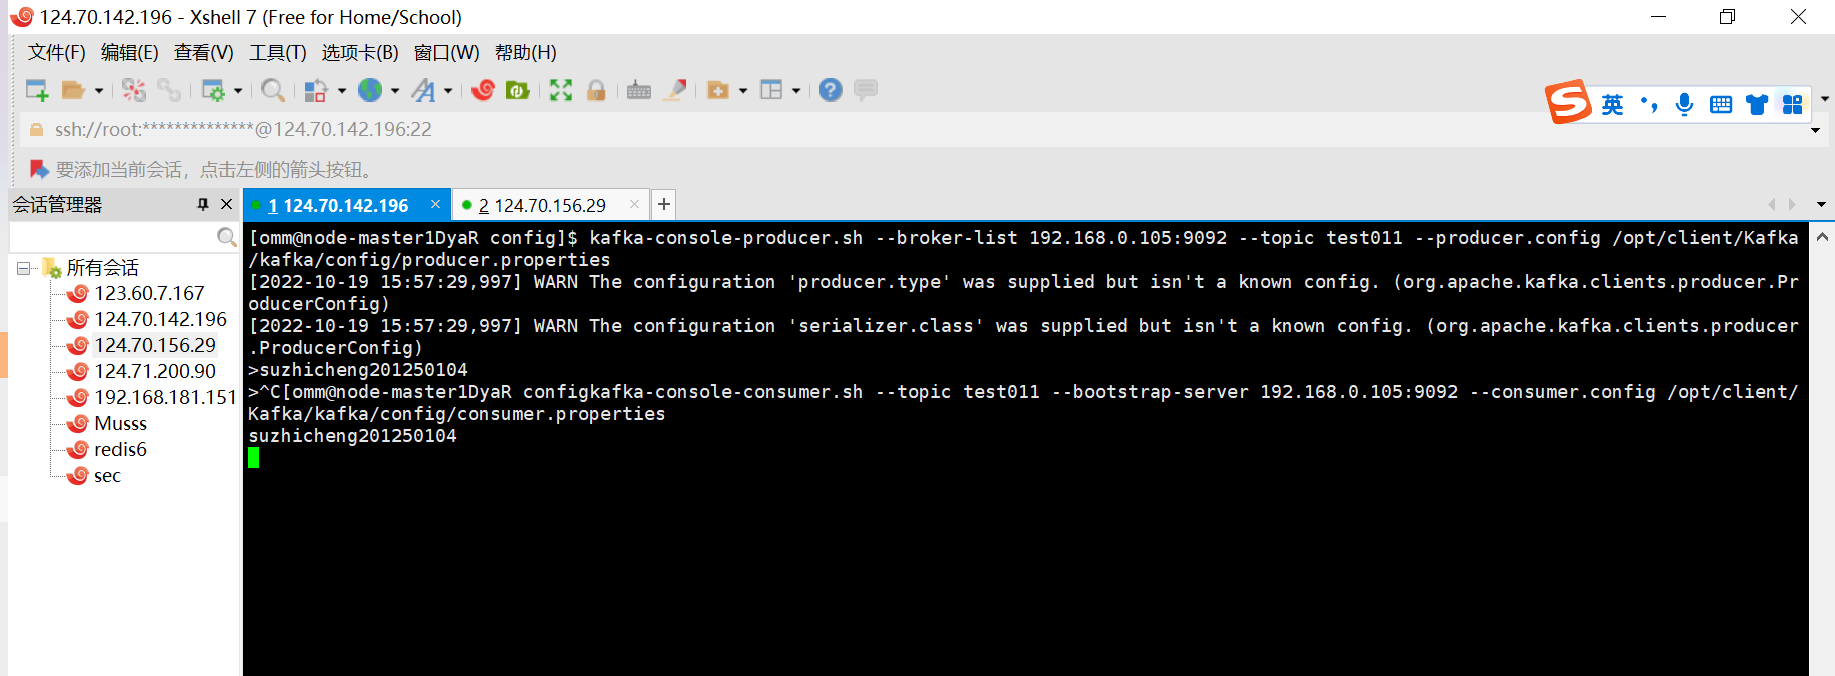 124.70.142.196 - Xshell 7 (Free for Home/School)
文件(F) 编辑(E) 查看(V) 工具(T) 选项卡(B) 窗口(W) 帮助(H)
ssh://root:**************@124.70.142.196:22
英
要添加当前会话，点击左侧的箭头按钮。
会话管理器
1 124.70.142.196
2 124.70.156.29
所有会话
123.60.7.167
124.70.142.196
124.70.156.29
124.71.200.90
192.168.181.151
Musss
redis6
sec
[omm@node-master1DyaR config]$ kafka-console-producer.sh --broker-list 192.168.0.105:9092 --topic test011 --producer.config /opt/client/Kafka
/kafka/config/producer.properties
[2022-10-19 15:57:29,997] WARN The configuration 'producer.type' was supplied but isn't a known config. (org.apache.kafka.clients.producer.Pr
oducerConfig)
[2022-10-19 15:57:29,997] WARN The configuration 'serializer.class' was supplied but isn't a known config. (org.apache.kafka.clients.producer
.ProducerConfig)
>suzhicheng201250104
>^C[omm@node-master1DyaR configkafka-console-consumer.sh --topic test011 --bootstrap-server 192.168.0.105:9092 --consumer.config /opt/client/
Kafka/kafka/config/consumer.properties
suzhicheng201250104